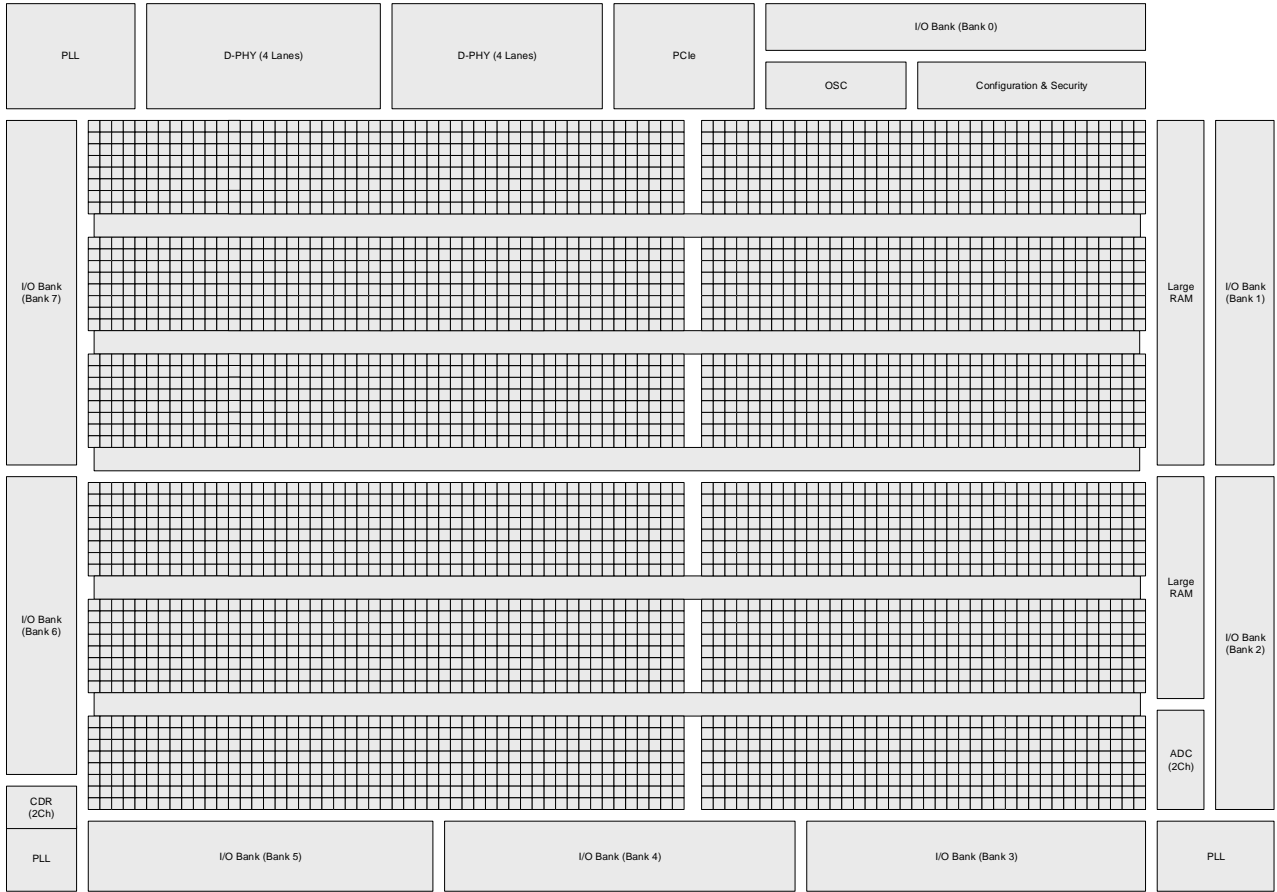 PLL
D-PHY (4 Lanes)
D-PHY (4 Lanes)
PCIe
I/O Bank (Bank 0)
OSC
Configuration & Security
I/O Bank
(Bank 7)
Large
RAM
I/O Bank
(Bank 1)
I/O Bank
(Bank 6)
Large
RAM
I/O Bank
(Bank 2)
ADC
(2Ch)
CDR
(2Ch)
PLL
I/O Bank (Bank 5)
I/O Bank (Bank 4)
I/O Bank (Bank 3)
PLL